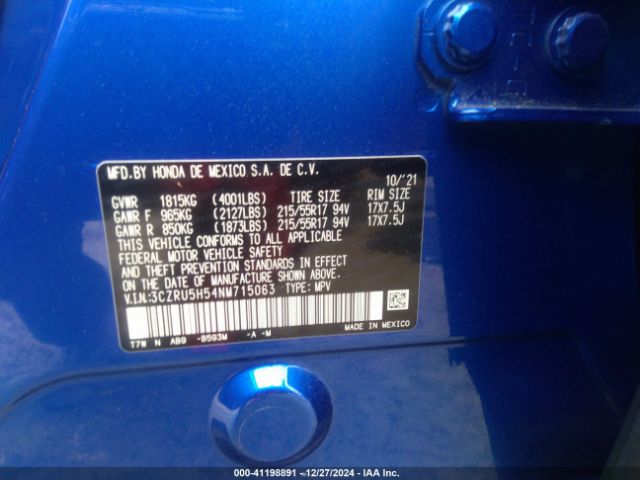 MFD.BY HONDA DE MEXICO S.A. DE C.V.
10/'21
GVWR 1815KG (4001LBS) TIRE SIZE RIM SIZE
GAWR F 965KG (2127LBS) 215/55R17 94V 17X7.5J
GAWR R 850KG (1873LBS) 215/55R17 94V 17X7.5J
THIS VEHICLE CONFORMS TO ALL APPLICABLE
FEDERAL MOTOR VEHICLE SAFETY
AND THEFT PREVENTION STANDARDS IN EFFECT
ON THE DATE OF MANUFACTURE SHOWN ABOVE.
V.I.N.:3CZRU5H54NM715063 TYPE: MPV
MADE IN MEXICO
T7W N AB9 -B593M -A -M
000-41198891 - 12/27/2024 - IAA Inc.